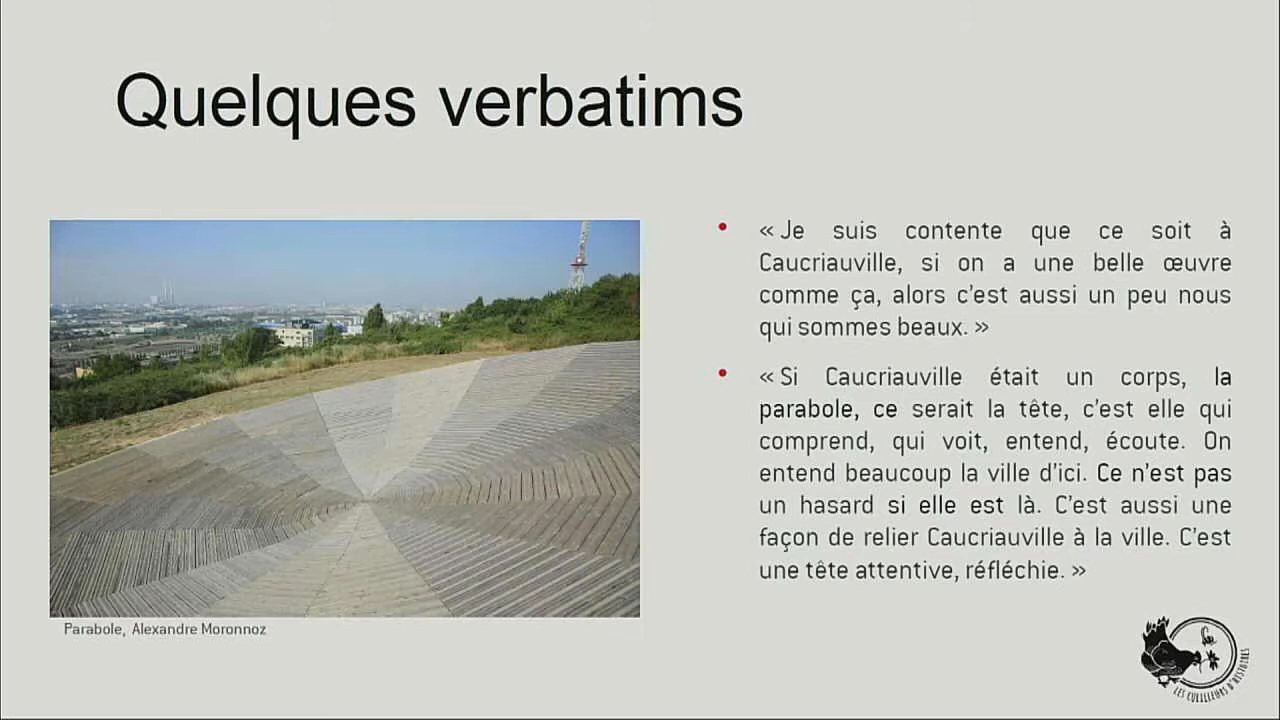 Quelques verbatims
« Je suis contente que ce soit à
Caucriauville, si on a une belle œuvre
comme ça, alors c’est aussi un peu nous
qui sommes beaux. »
« Si Caucriauville était un corps, la
parabole, ce serait la tête, c’est elle qui
comprend, qui voit, entend, écoute. On
entend beaucoup la ville d’ici. Ce n’est pas
un hasard si elle est là. C’est aussi une
façon de relier Caucriauville à la ville. C’est
une tête attentive, réfléchie. »
Parabole, Alexandre Moronnoz
LES CUEILLEURS D'HISTOIRES